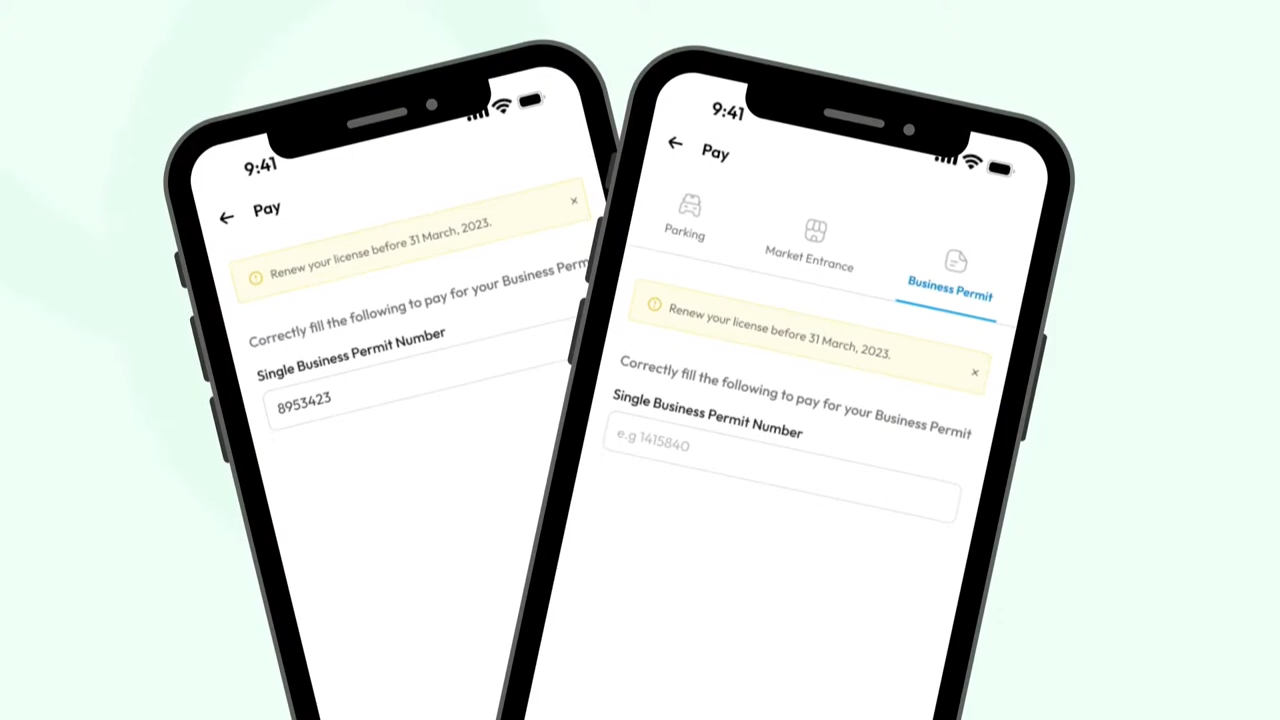 9:41
Pay
Renew your license before 31 March, 2023.
Correctly fill the following to pay for your Business Perm
Single Business Permit Number
8953423
9:41
Pay
Parking
Market Entrance
Business Permit
Renew your license before 31 March, 2023.
Correctly fill the following to pay for your Business Permit
Single Business Permit Number
e.g 1415840